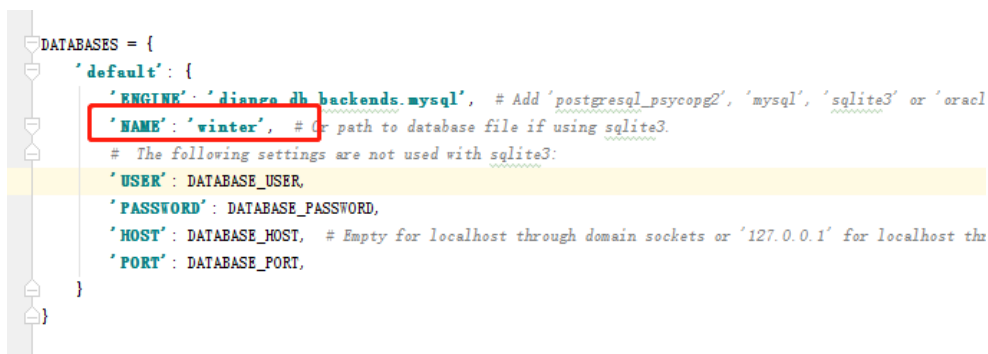 DATABASES = {
'default': {
'ENGINE': 'django.db.backends.mysql', # Add 'postgresql_psycopg2', 'mysql', 'sqlite3' or 'oracl
'NAME': 'winter', # Or path to database file if using sqlite3.
# The following settings are not used with sqlite3:
'USER': DATABASE_USER,
'PASSWORD': DATABASE_PASSWORD,
'HOST': DATABASE_HOST, # Empty for localhost through domain sockets or '127.0.0.1' for localhost thr
'PORT': DATABASE_PORT,
}
}